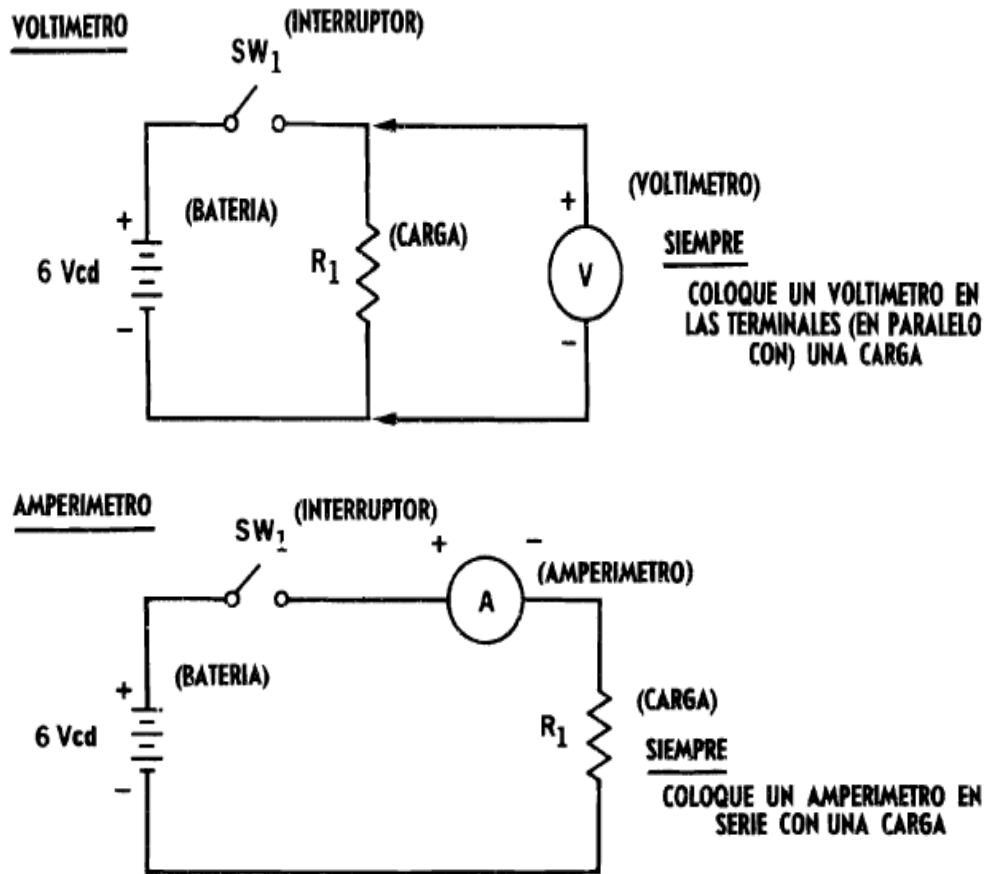 VOLTIMETRO
(INTERRUPTOR)
SW1
+
(BATERIA)
6 Vcd
−
R1
(CARGA)
+
(VOLTIMETRO)
V
−
SIEMPRE
COLOQUE UN VOLTIMETRO EN
LAS TERMINALES (EN PARALELO
CON) UNA CARGA
AMPERIMETRO
(INTERRUPTOR)
SW1
+
−
(AMPERIMETRO)
A
(BATERIA)
+
6 Vcd
−
R1
(CARGA)
SIEMPRE
COLOQUE UN AMPERIMETRO EN
SERIE CON UNA CARGA